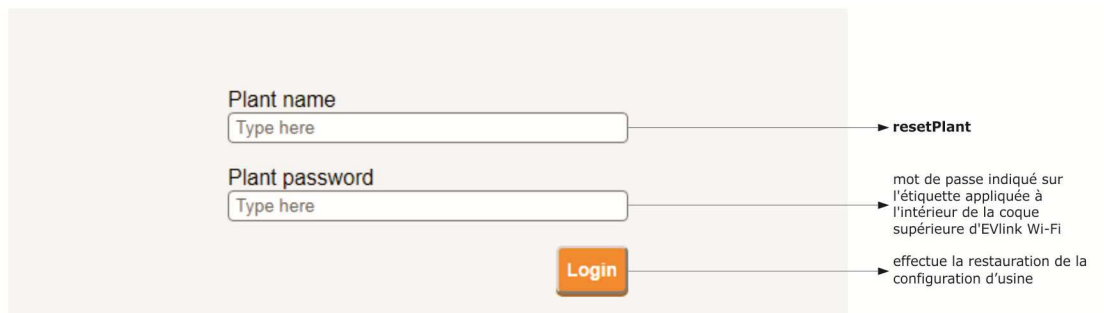 Plant name
Type here
resetPlant
Plant password
Type here
mot de passe indiqué sur
l'étiquette appliquée à
l'intérieur de la coque
supérieure d'EVlink Wi-Fi
Login
effectue la restauration de la
configuration d’usine